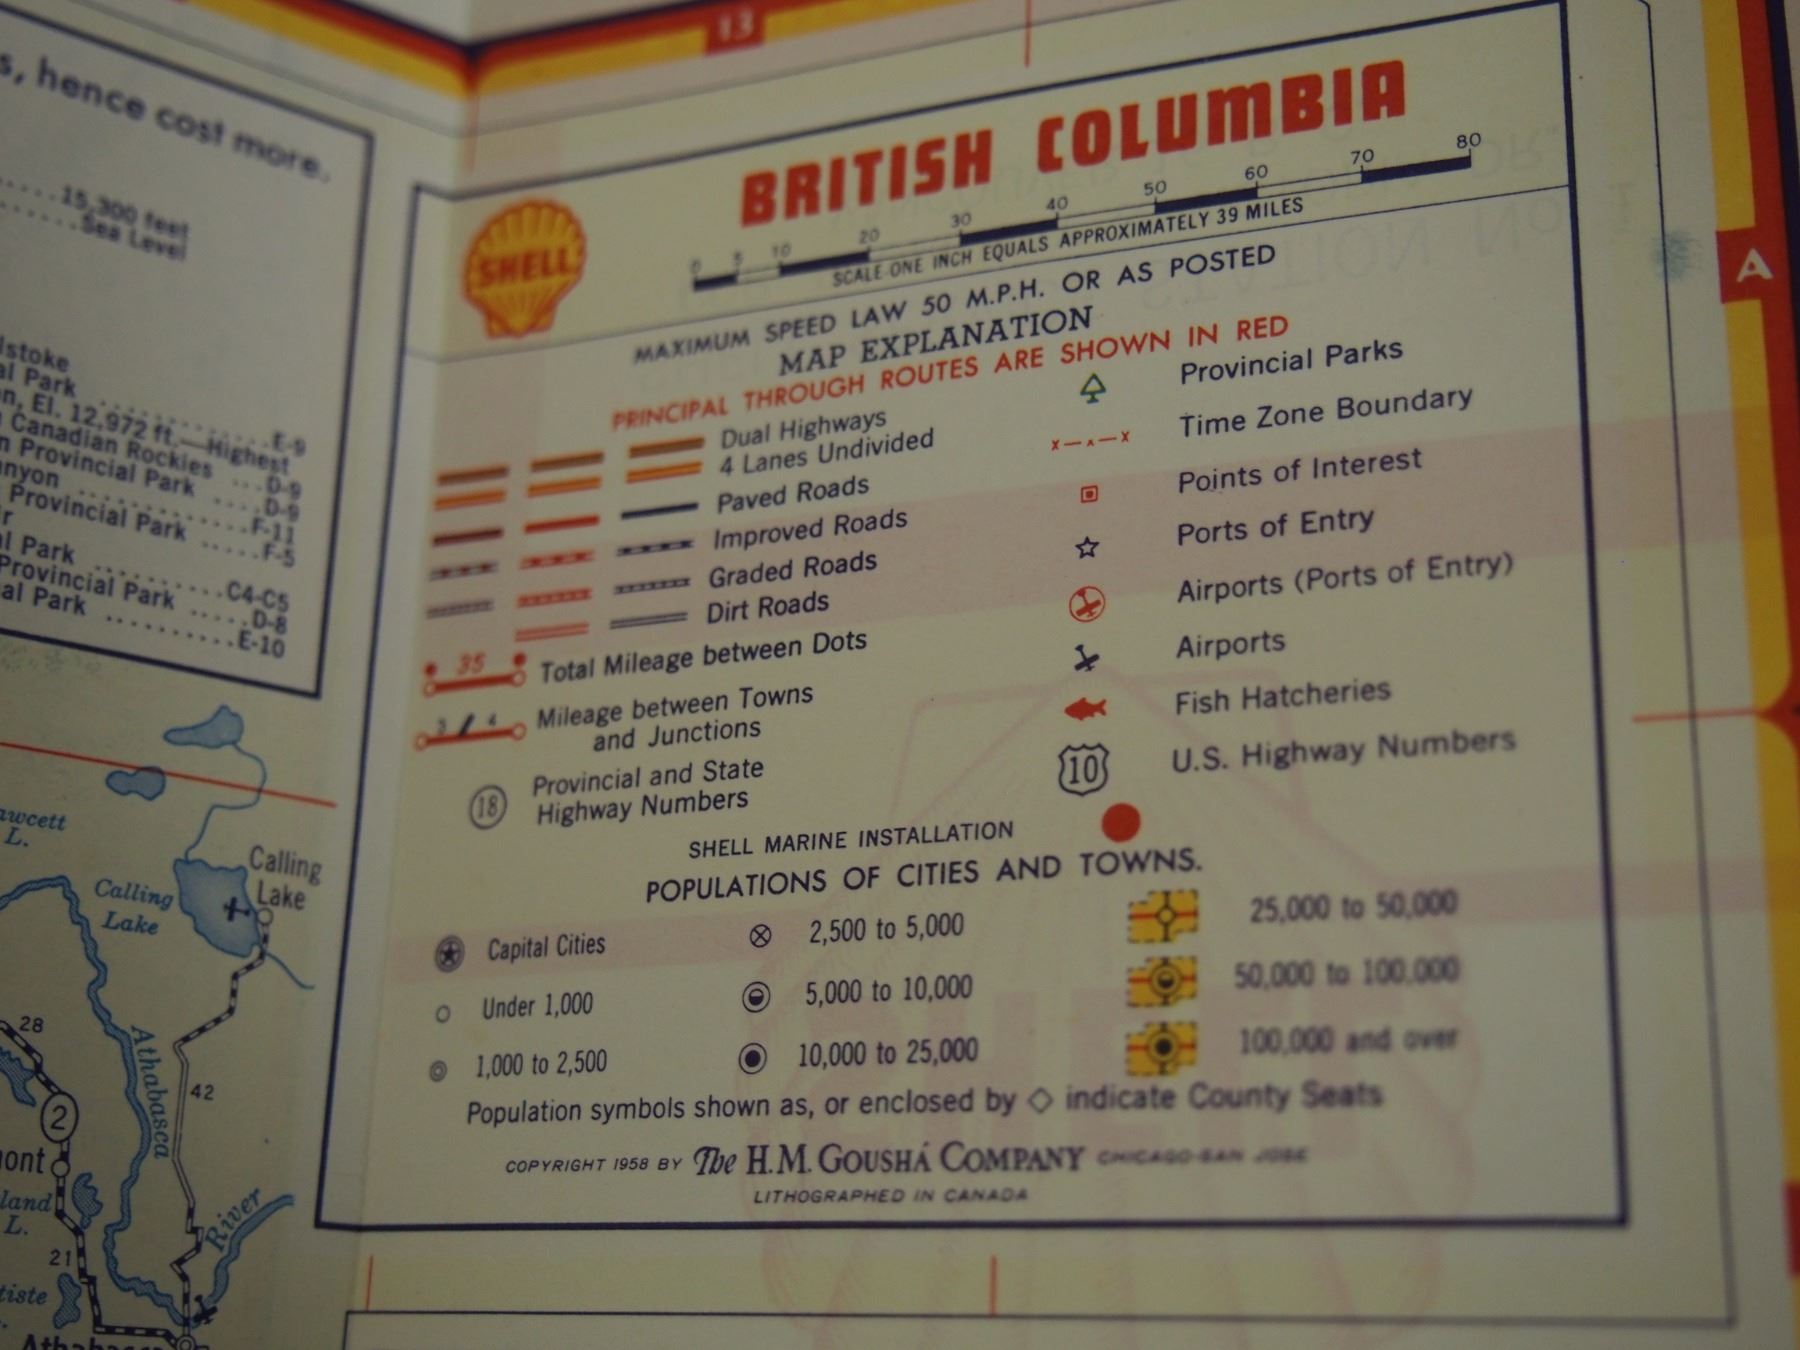 13
s, hence cost more.
15,300 feet
Sea Level
lstoke
al Park ..... E-9
n, El. 12,972 ft.—Highest
Canadian Rockies ... D-9
n Provincial Park .... D-9
nyon ..... F-11
Provincial Park ..... F-5
ir
al Park ..... C4-C5
Provincial Park ..... D-8
al Park ..... E-10
BRITISH COLUMBIA
SHELL
0 5 10 20 30 40 50 60 70 80
SCALE-ONE INCH EQUALS APPROXIMATELY 39 MILES
MAXIMUM SPEED LAW 50 M.P.H. OR AS POSTED
MAP EXPLANATION
PRINCIPAL THROUGH ROUTES ARE SHOWN IN RED
Dual Highways
4 Lanes Undivided
Paved Roads
Improved Roads
Graded Roads
Dirt Roads
35 Total Mileage between Dots
3 4 Mileage between Towns
and Junctions
18 Provincial and State
Highway Numbers
Provincial Parks
Time Zone Boundary
Points of Interest
Ports of Entry
Airports (Ports of Entry)
Airports
Fish Hatcheries
10 U.S. Highway Numbers
SHELL MARINE INSTALLATION
POPULATIONS OF CITIES AND TOWNS.
Capital Cities
Under 1,000
1,000 to 2,500
2,500 to 5,000
5,000 to 10,000
10,000 to 25,000
25,000 to 50,000
50,000 to 100,000
100,000 and over
Population symbols shown as, or enclosed by ◇ indicate County Seats
COPYRIGHT 1958 BY The H.M. GOUSHÁ COMPANY CHICAGO-SAN JOSE
LITHOGRAPHED IN CANADA
A
awcett
L.
Calling
Lake
Calling
Lake
28
Athabasca
42
2
mont
land
L.
River
21
tiste
Athabasca